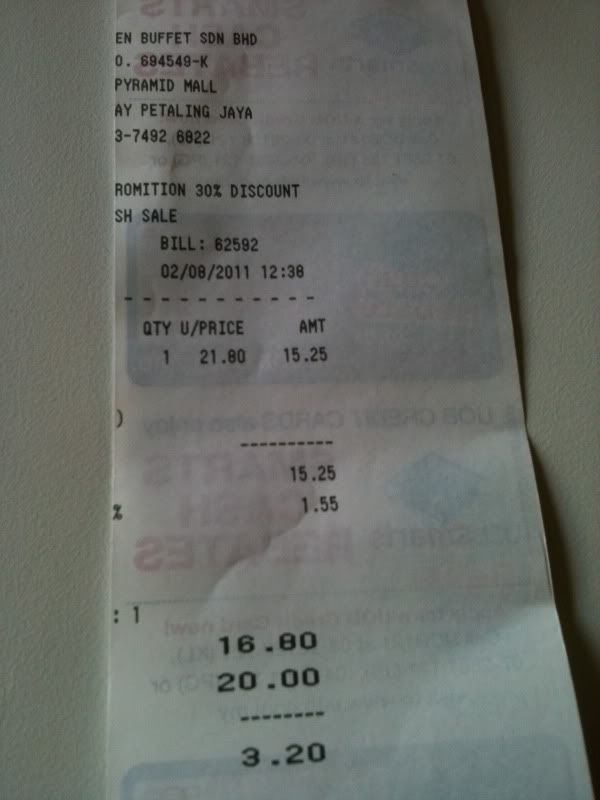 EN BUFFET SDN BHD
O. 694549-K
PYRAMID MALL
AY PETALING JAYA
3-7492 6822
ROMITION 30% DISCOUNT
SH SALE
BILL: 62592
02/08/2011 12:38
- - - - - - - - - - -
QTY U/PRICE AMT
1 21.80 15.25
)
----------
15.25
% 1.55
: 1
16.80
20.00
--------
3.20